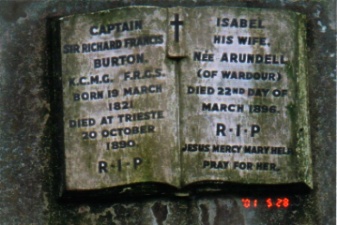 CAPTAIN
SIR RICHARD FRANCIS
BURTON.
K.C.M.G. F.R.G.S.
BORN 19 MARCH
1821
DIED AT TRIESTE
20 OCTOBER
1890.
R·I·P
ISABEL
HIS WIFE,
NÉE ARUNDELL
(OF WARDOUR)
DIED 22ND DAY OF
MARCH 1896.
R·I·P
JESUS MERCY MARY HELP
PRAY FOR HER.
'01 5.28